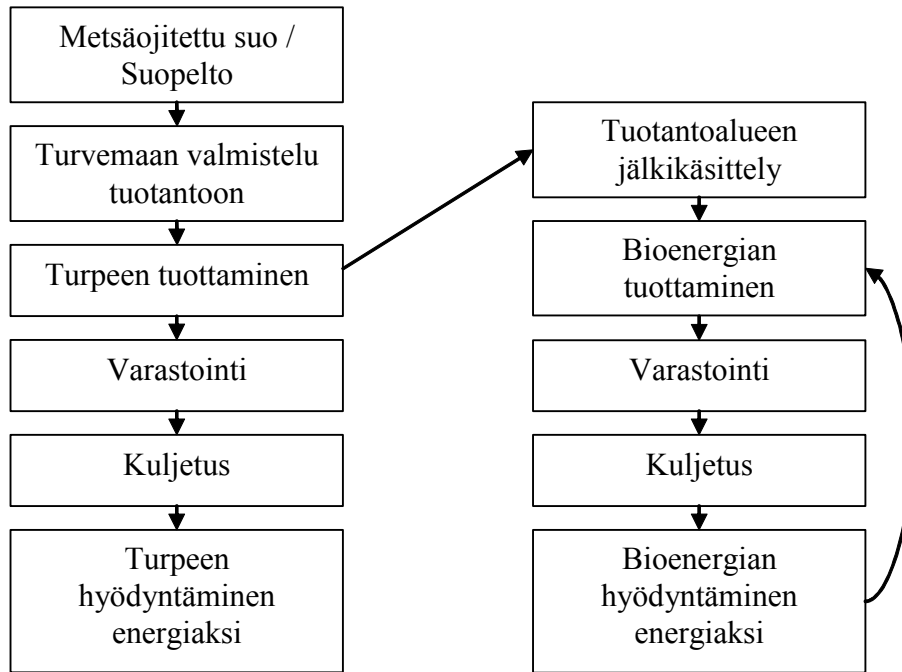 Metsäojitettu suo /
Suopelto
Turvemaan valmistelu
tuotantoon
Turpeen tuottaminen
Varastointi
Kuljetus
Turpeen
hyödyntäminen
energiaksi
Tuotantoalueen
jälkikäsittely
Bioenergian
tuottaminen
Varastointi
Kuljetus
Bioenergian
hyödyntäminen
energiaksi